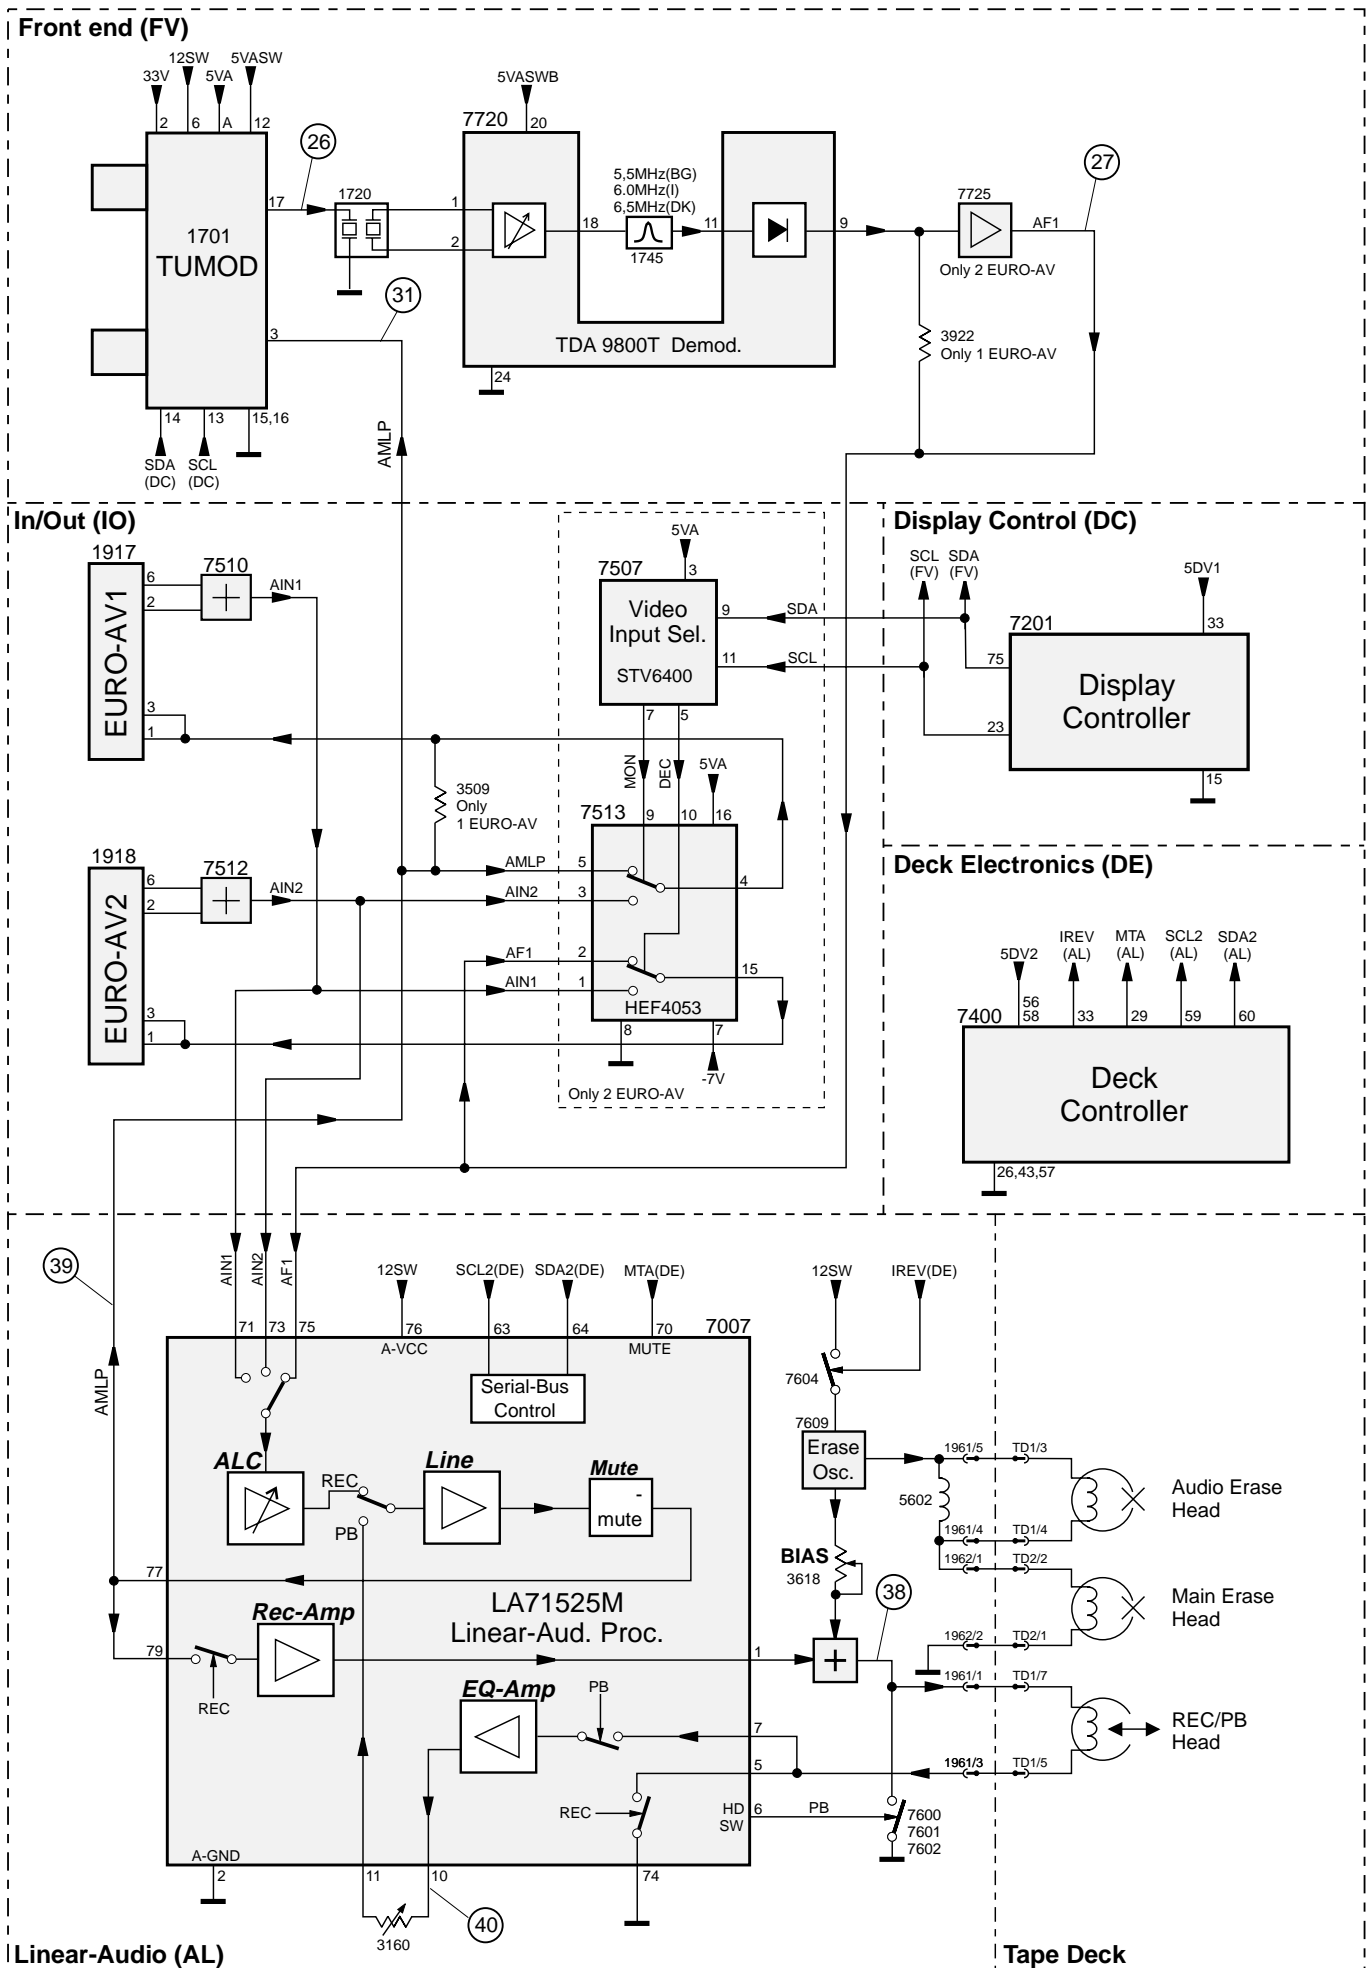 Front end (FV)
12SW 5VASW
33V 5VA 5VASWB
7720
2 6 A 12 20
26
27
5,5MHz(BG)
6.0MHz(I)
6,5MHz(DK)
7725
17 1720 1 18 11 9 AF1
1701
TUMOD
2
1745
Only 2 EURO-AV
31
3
3922
Only 1 EURO-AV
TDA 9800T Demod.
24
14 13 15,16
AMLP
SDA
(DC)
SCL
(DC)
In/Out (IO)
Display Control (DC)
1917
EURO-AV1
6
2
3
1
7510
+
AIN1
5VA
7507
3
Video
Input Sel.
STV6400
9 SDA
11 SCL
7 5
SCL
(FV)
SDA
(FV)
5DV1
7201
33
75
23
Display
Controller
15
MON
DEC
5VA
3509
Only
1 EURO-AV
7513
9 10 16
1918
EURO-AV2
6
2
3
1
7512
+
AIN2
AMLP 5
AIN2 3
4
AF1 2
AIN1 1
15
HEF4053
8 7
-7V
Only 2 EURO-AV
Deck Electronics (DE)
5DV2
IREV
(AL)
MTA
(AL)
SCL2
(AL)
SDA2
(AL)
7400
56
58
33 29 59 60
Deck
Controller
26,43,57
39
AIN1
AIN2
AF1
AMLP
12SW SCL2(DE) SDA2(DE) MTA(DE)
12SW IREV(DE)
71 73 75 76 63 64 70 7007
A-VCC MUTE
Serial-Bus
Control
7604
7609
Erase
Osc.
ALC
REC
PB
Line
Mute
-
mute
1961/5 TD1/3
5602
1961/4 TD1/4
Audio Erase
Head
BIAS
3618
1962/1 TD2/2
Main Erase
Head
1962/2 TD2/1
77
LA71525M
Linear-Aud. Proc.
38
79
Rec-Amp
REC
1
+
1961/1 TD1/7
EQ-Amp
PB
7
REC/PB
Head
5
1961/3 TD1/5
REC
HD
SW
6 PB
7600
7601
7602
A-GND
2 11 10 74
3160
40
Linear-Audio (AL)
Tape Deck